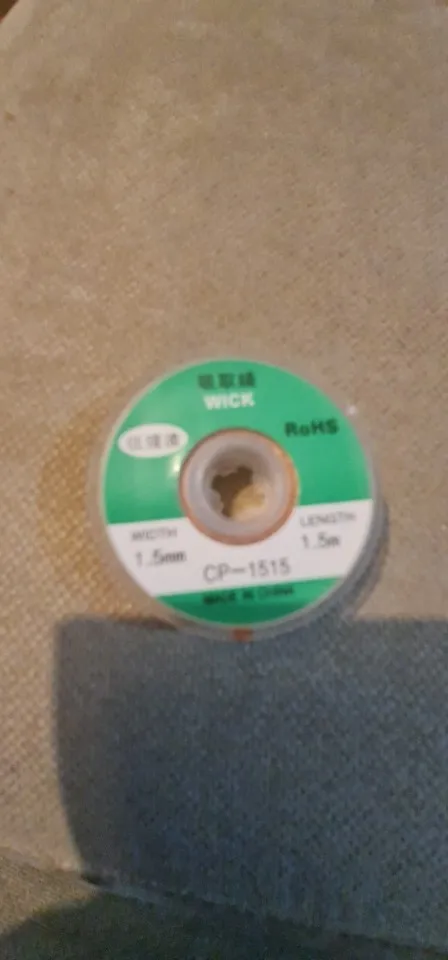 吸取線
WICK
RoHS
WIDTH
1.5mm
LENGTH
1.5m
CP-1515
MADE IN CHINA